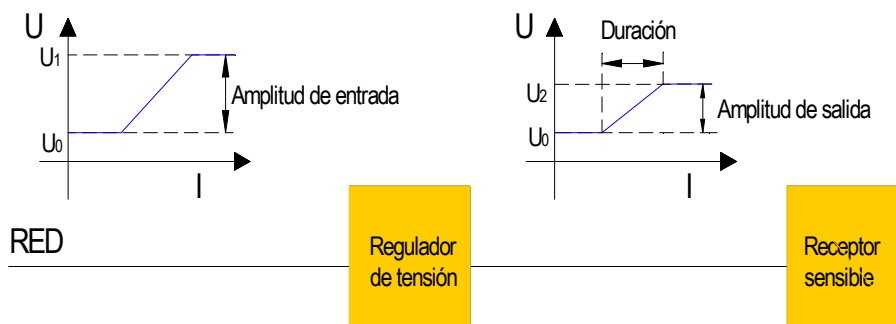 U
U1
Amplitud de entrada
U0
I
U
Duración
U2
Amplitud de salida
U0
I
RED
Regulador
de tensión
Receptor
sensible